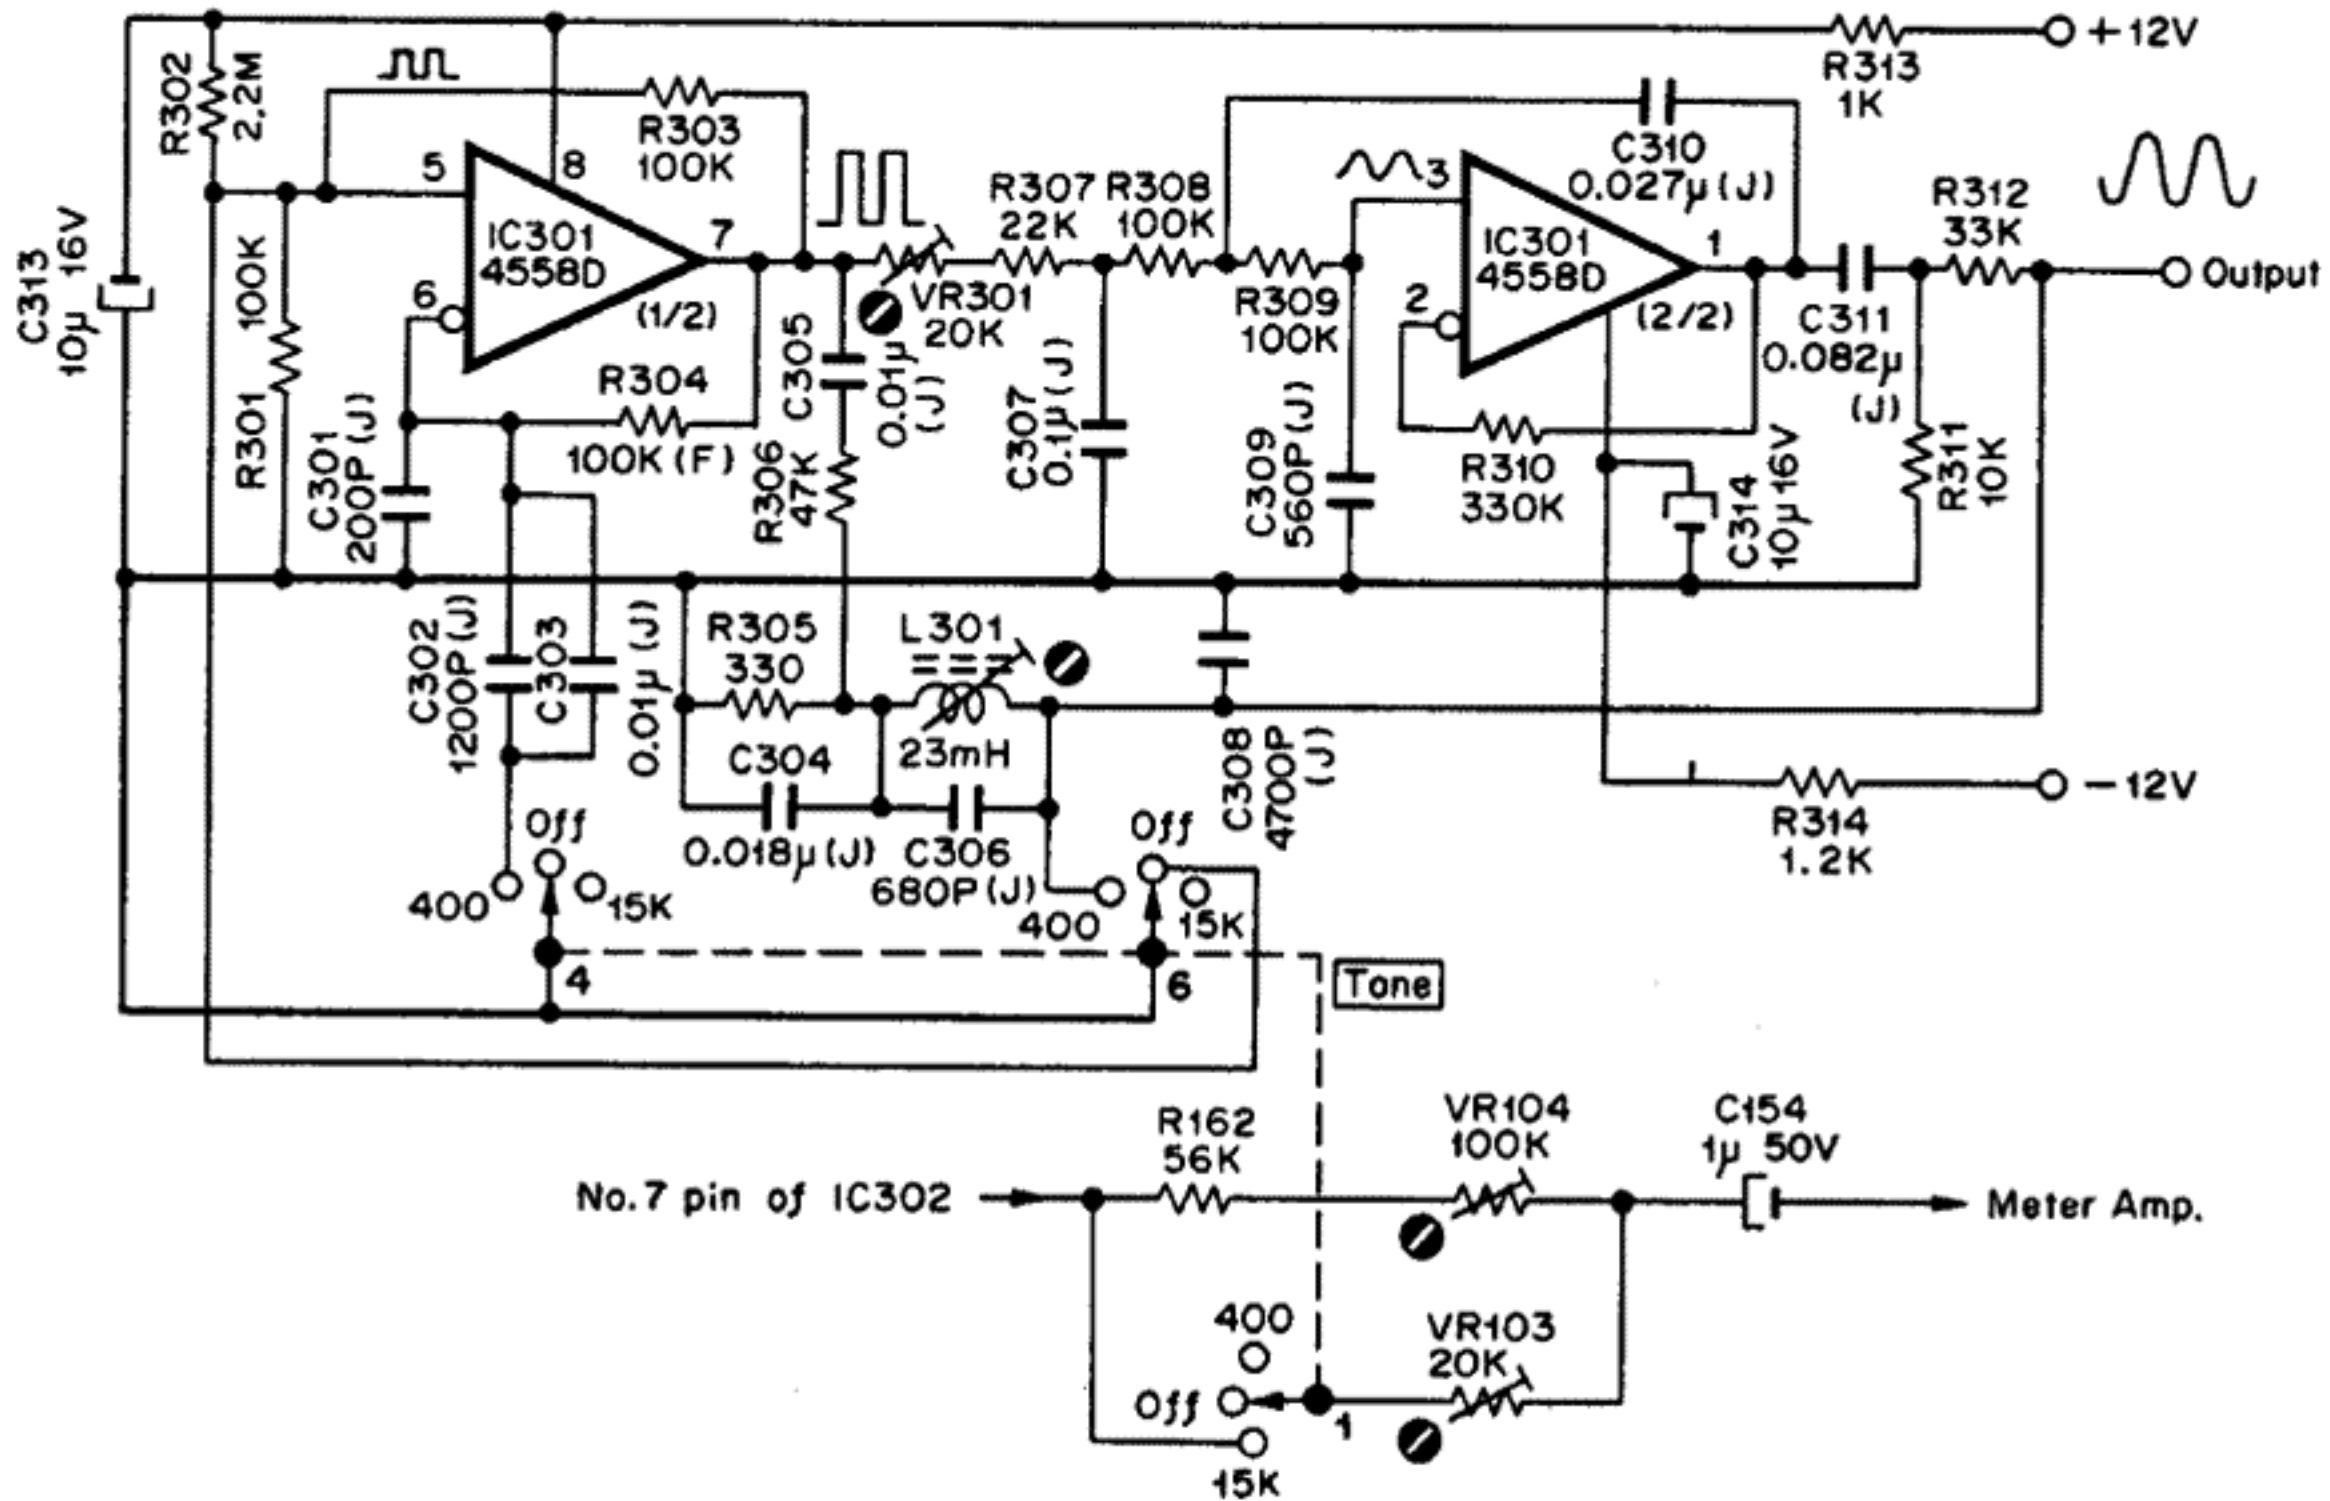 +12V
R313
1K
R302
2,2M
R303
100K
C310
0.027µ(J)
5
8
3
IC301
4558D
(1/2)
7
6
R307
22K
R308
100K
R309
100K
IC301
4558D
(2/2)
1
2
R312
33K
Output
C313
10µ 16V
R301
100K
VR301
20K
C305
0.01µ
(J)
C311
0.082µ
(J)
R304
100K(F)
C301
200P(J)
R306
47K
C307
0.1µ(J)
C309
560P(J)
R310
330K
C314
10µ16V
R311
10K
C302
1200P(J)
C303
0.01µ(J)
R305
330
L301
23mH
C304
0.018µ(J)
C306
680P(J)
C308
4700P
(J)
-12V
R314
1.2K
Off
400
15K
4
Off
400
15K
6
Tone
R162
56K
VR104
100K
C154
1µ 50V
No.7 pin of IC302
Meter Amp.
400
Off
15K
1
VR103
20K